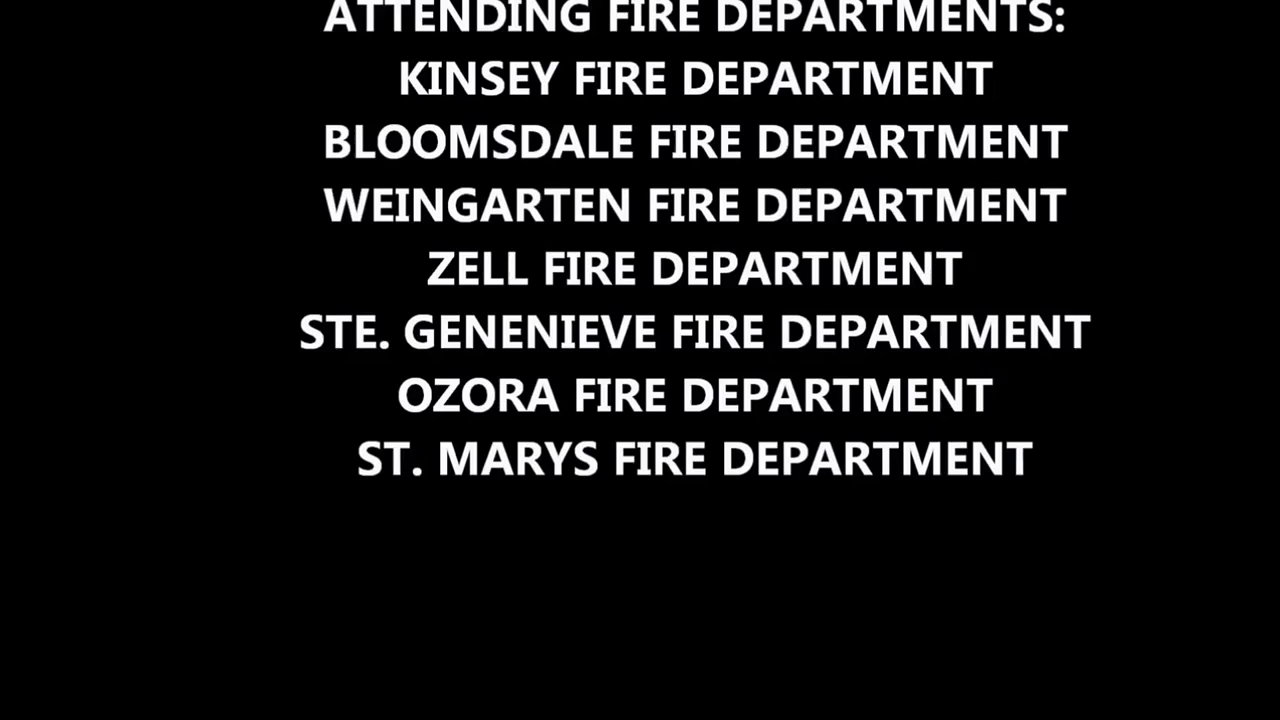 ATTENDING FIRE DEPARTMENTS:
KINSEY FIRE DEPARTMENT
BLOOMSDALE FIRE DEPARTMENT
WEINGARTEN FIRE DEPARTMENT
ZELL FIRE DEPARTMENT
STE. GENENIEVE FIRE DEPARTMENT
OZORA FIRE DEPARTMENT
ST. MARYS FIRE DEPARTMENT